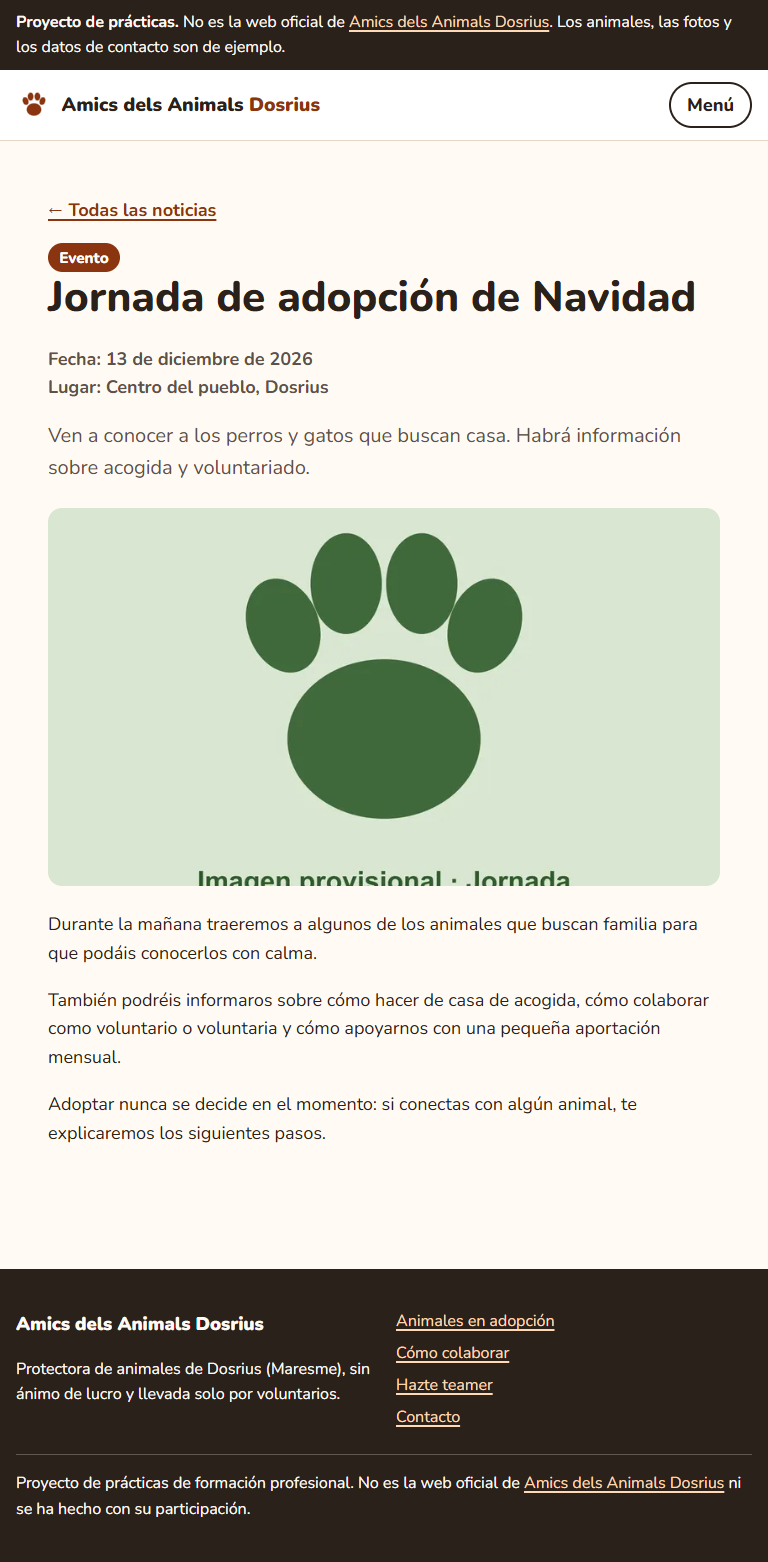 Proyecto de prácticas. No es la web oficial de Amics dels Animals Dosrius. Los animales, las fotos y
los datos de contacto son de ejemplo.
Amics dels Animals Dosrius
Menú
← Todas las noticias
Evento
Jornada de adopción de Navidad
Fecha: 13 de diciembre de 2026
Lugar: Centro del pueblo, Dosrius
Ven a conocer a los perros y gatos que buscan casa. Habrá información
sobre acogida y voluntariado.
Imagen provisional · Jornada
Durante la mañana traeremos a algunos de los animales que buscan familia para
que podáis conocerlos con calma.
También podréis informaros sobre cómo hacer de casa de acogida, cómo colaborar
como voluntario o voluntaria y cómo apoyarnos con una pequeña aportación
mensual.
Adoptar nunca se decide en el momento: si conectas con algún animal, te
explicaremos los siguientes pasos.
Amics dels Animals Dosrius
Protectora de animales de Dosrius (Maresme), sin
ánimo de lucro y llevada solo por voluntarios.
Animales en adopción
Cómo colaborar
Hazte teamer
Contacto
Proyecto de prácticas de formación profesional. No es la web oficial de Amics dels Animals Dosrius ni
se ha hecho con su participación.